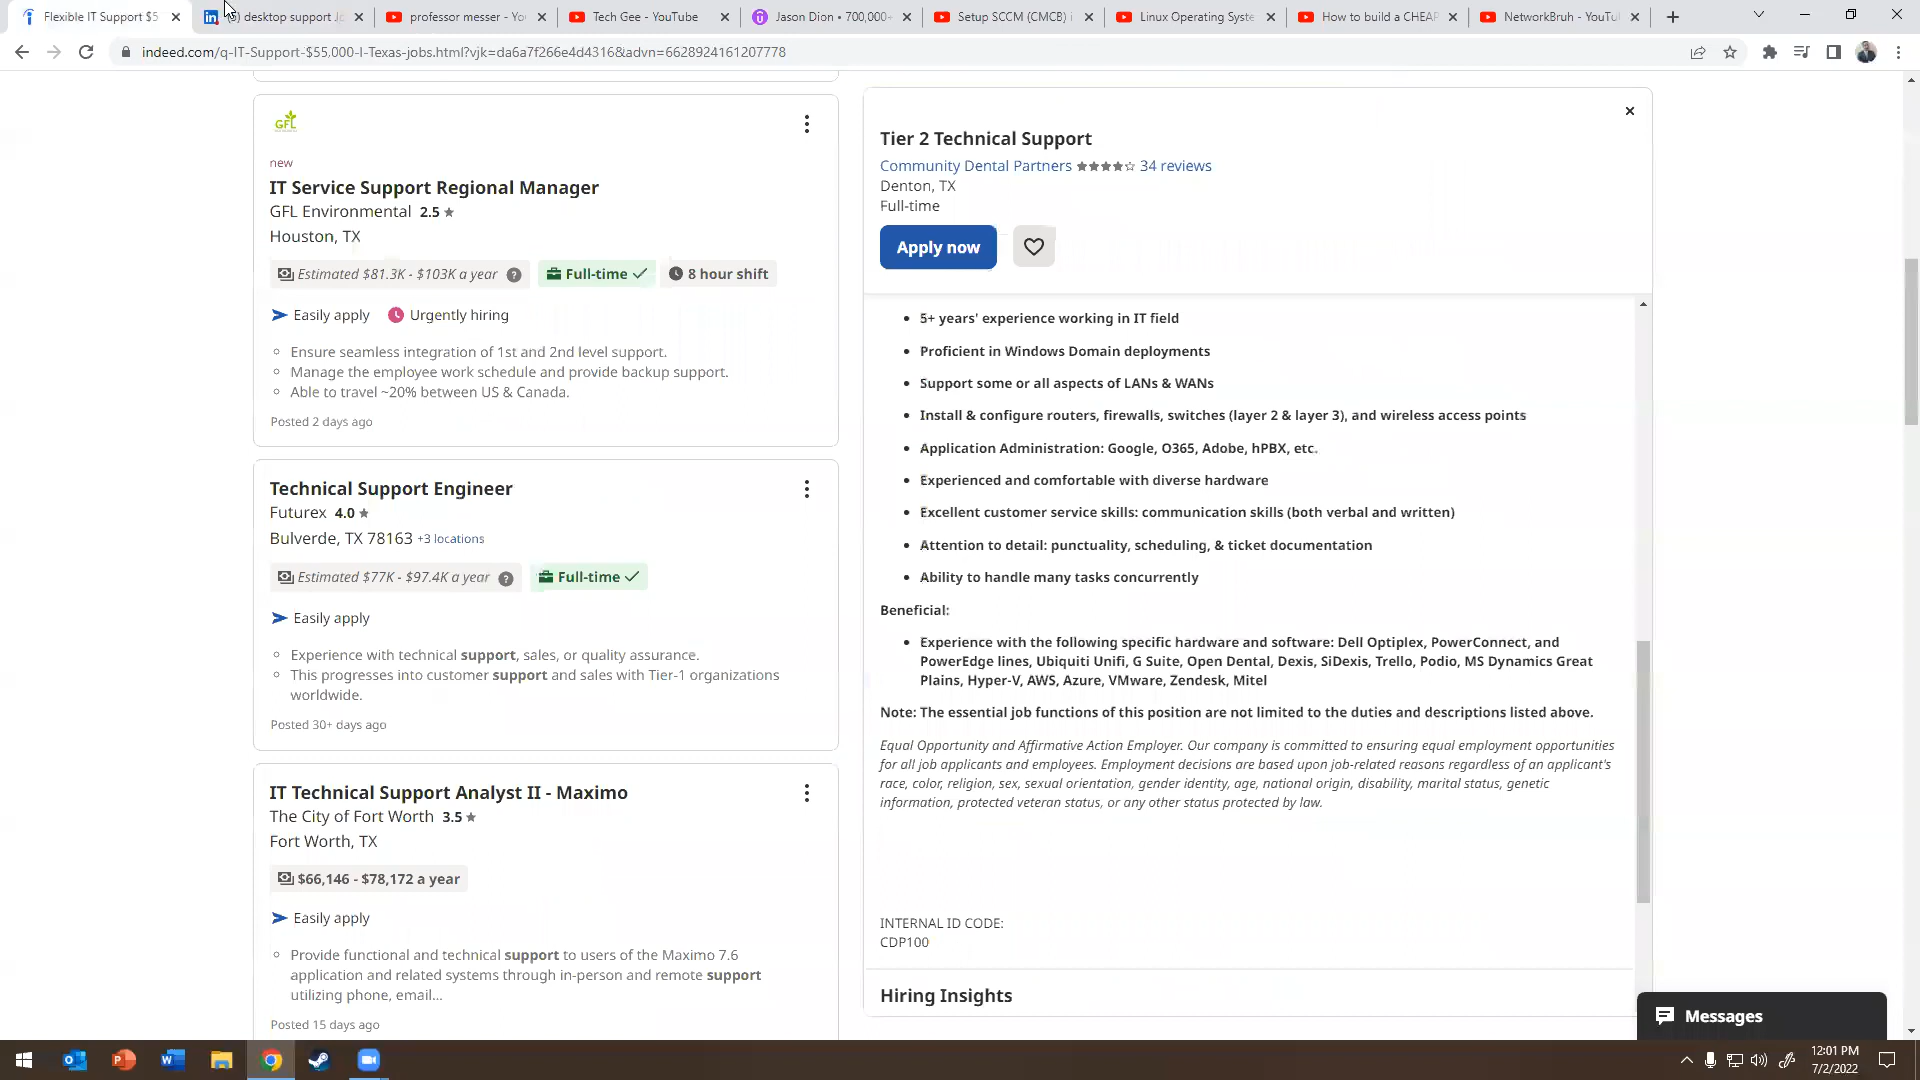 Flexible IT Support $5
desktop support Jo
professor messer - Yo
Tech Gee - YouTube
Jason Dion • 700,000+
Setup SCCM (CMCB) i
Linux Operating Syste
How to build a CHEAP
NetworkBruh - YouTu
indeed.com/q-IT-Support-$55,000-l-Texas-jobs.html?vjk=da6a7f266e4d4316&advn=6628924161207778
GFL
new
IT Service Support Regional Manager
GFL Environmental 2.5
Houston, TX
Estimated $81.3K - $103K a year ? Full-time 8 hour shift
Easily apply Urgently hiring
Ensure seamless integration of 1st and 2nd level support.
Manage the employee work schedule and provide backup support.
Able to travel ~20% between US & Canada.
Posted 2 days ago
Technical Support Engineer
Futurex 4.0
Bulverde, TX 78163 +3 locations
Estimated $77K - $97.4K a year ? Full-time
Easily apply
Experience with technical support, sales, or quality assurance.
This progresses into customer support and sales with Tier-1 organizations
worldwide.
Posted 30+ days ago
IT Technical Support Analyst II - Maximo
The City of Fort Worth 3.5
Fort Worth, TX
$66,146 - $78,172 a year
Easily apply
Provide functional and technical support to users of the Maximo 7.6
application and related systems through in-person and remote support
utilizing phone, email...
Posted 15 days ago
Tier 2 Technical Support
Community Dental Partners 34 reviews
Denton, TX
Full-time
Apply now
5+ years' experience working in IT field
Proficient in Windows Domain deployments
Support some or all aspects of LANs & WANs
Install & configure routers, firewalls, switches (layer 2 & layer 3), and wireless access points
Application Administration: Google, O365, Adobe, hPBX, etc.
Experienced and comfortable with diverse hardware
Excellent customer service skills: communication skills (both verbal and written)
Attention to detail: punctuality, scheduling, & ticket documentation
Ability to handle many tasks concurrently
Beneficial:
Experience with the following specific hardware and software: Dell Optiplex, PowerConnect, and
PowerEdge lines, Ubiquiti Unifi, G Suite, Open Dental, Dexis, SiDexis, Trello, Podio, MS Dynamics Great
Plains, Hyper-V, AWS, Azure, VMware, Zendesk, Mitel
Note: The essential job functions of this position are not limited to the duties and descriptions listed above.
Equal Opportunity and Affirmative Action Employer. Our company is committed to ensuring equal employment opportunities
for all job applicants and employees. Employment decisions are based upon job-related reasons regardless of an applicant's
race, color, religion, sex, sexual orientation, gender identity, age, national origin, disability, marital status, genetic
information, protected veteran status, or any other status protected by law.
INTERNAL ID CODE:
CDP100
Hiring Insights
Messages
12:01 PM
7/2/2022